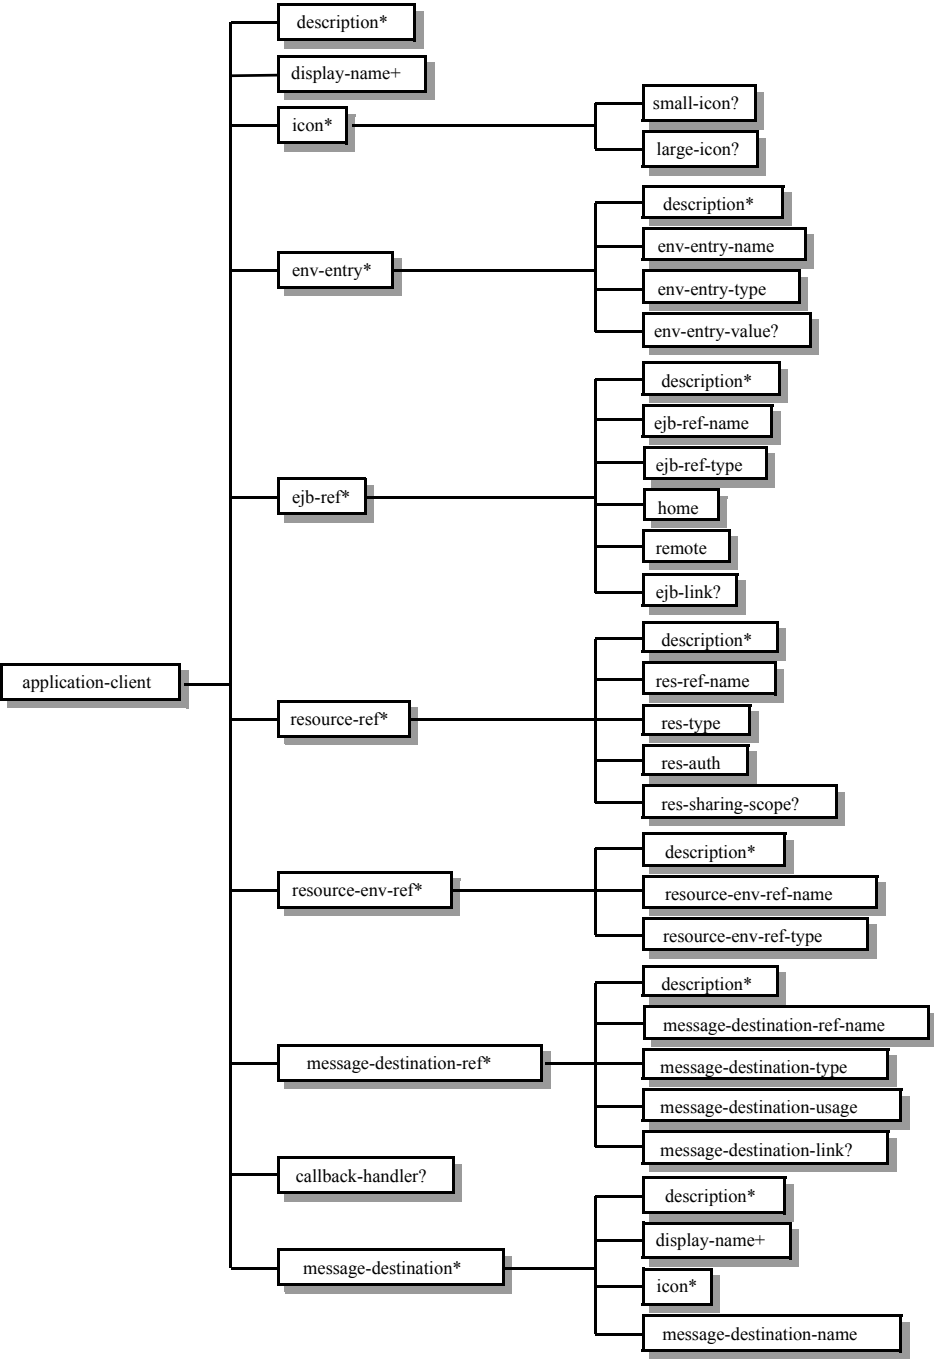 description*
display-name+
icon*
small-icon?
large-icon?
env-entry*
description*
env-entry-name
env-entry-type
env-entry-value?
ejb-ref*
description*
ejb-ref-name
ejb-ref-type
home
remote
ejb-link?
application-client
resource-ref*
description*
res-ref-name
res-type
res-auth
res-sharing-scope?
resource-env-ref*
description*
resource-env-ref-name
resource-env-ref-type
message-destination-ref*
description*
message-destination-ref-name
message-destination-type
message-destination-usage
message-destination-link?
callback-handler?
message-destination*
description*
display-name+
icon*
message-destination-name